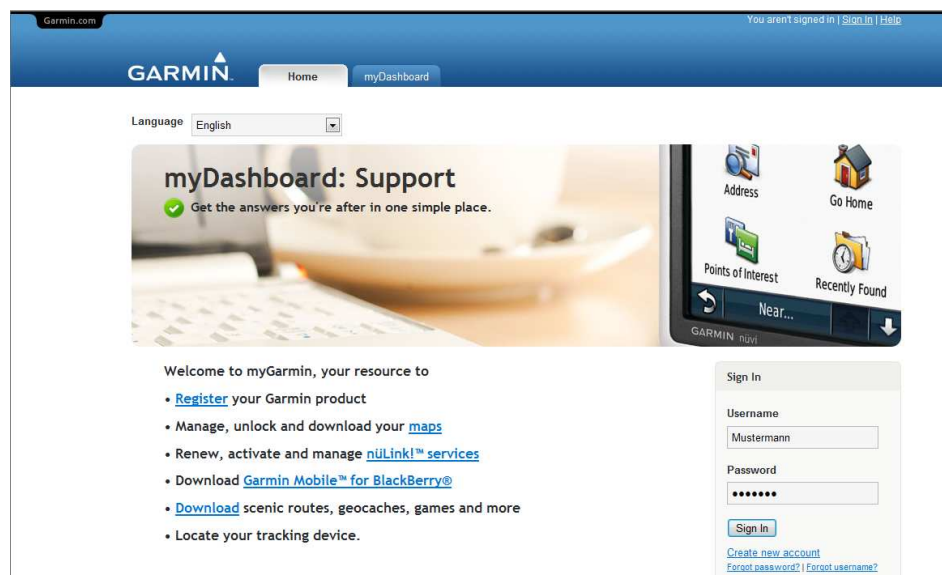 Garmin.com
You aren't signed in | Sign In | Help
GARMIN
Home
myDashboard
Language
English
myDashboard: Support
Get the answers you're after in one simple place.
Address
Go Home
Points of Interest
Recently Found
Near...
GARMIN nüvi
Welcome to myGarmin, your resource to
• Register your Garmin product
• Manage, unlock and download your maps
• Renew, activate and manage nüLink!™ services
• Download Garmin Mobile™ for BlackBerry®
• Download scenic routes, geocaches, games and more
• Locate your tracking device.
Sign In
Username
Mustermann
Password
•••••••
Sign In
Create new account
Forgot password? | Forgot username?